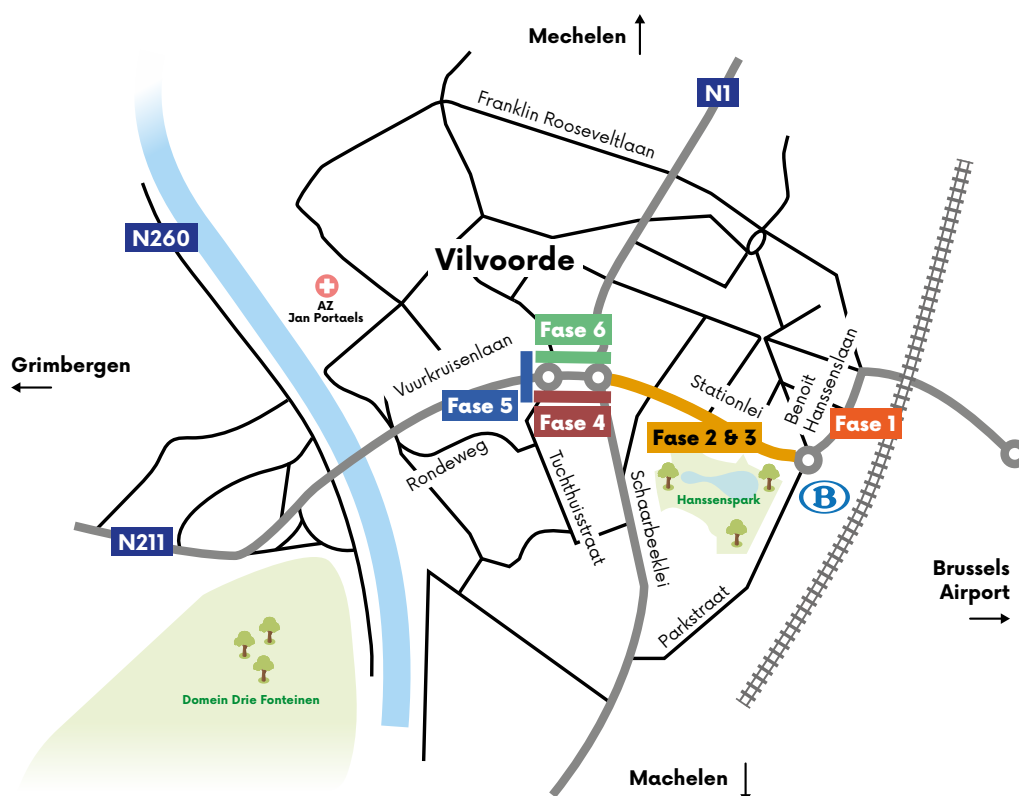 Mechelen
N1
Franklin Rooseveltlaan
N260
Vilvoorde
AZ
Jan Portaels
Fase 6
Grimbergen
Vuurkruisenlaan
Stationlei
Benoit
Hanssenslaan
Fase 5
Fase 4
Fase 2 & 3
Fase 1
Rondeweg
Tuchthuisstraat
Schaarbeeklei
Hanssenspark
B
N211
Brussels
Airport
Parkstraat
Domein Drie Fonteinen
Machelen